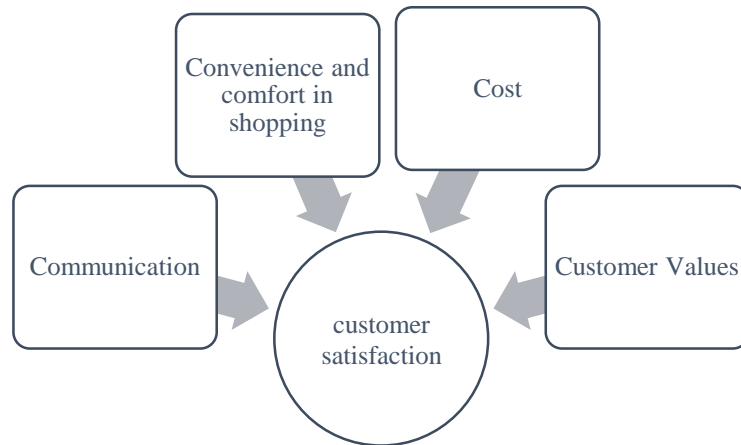 Convenience and
comfort in
shopping
Cost
Communication
Customer Values
customer
satisfaction